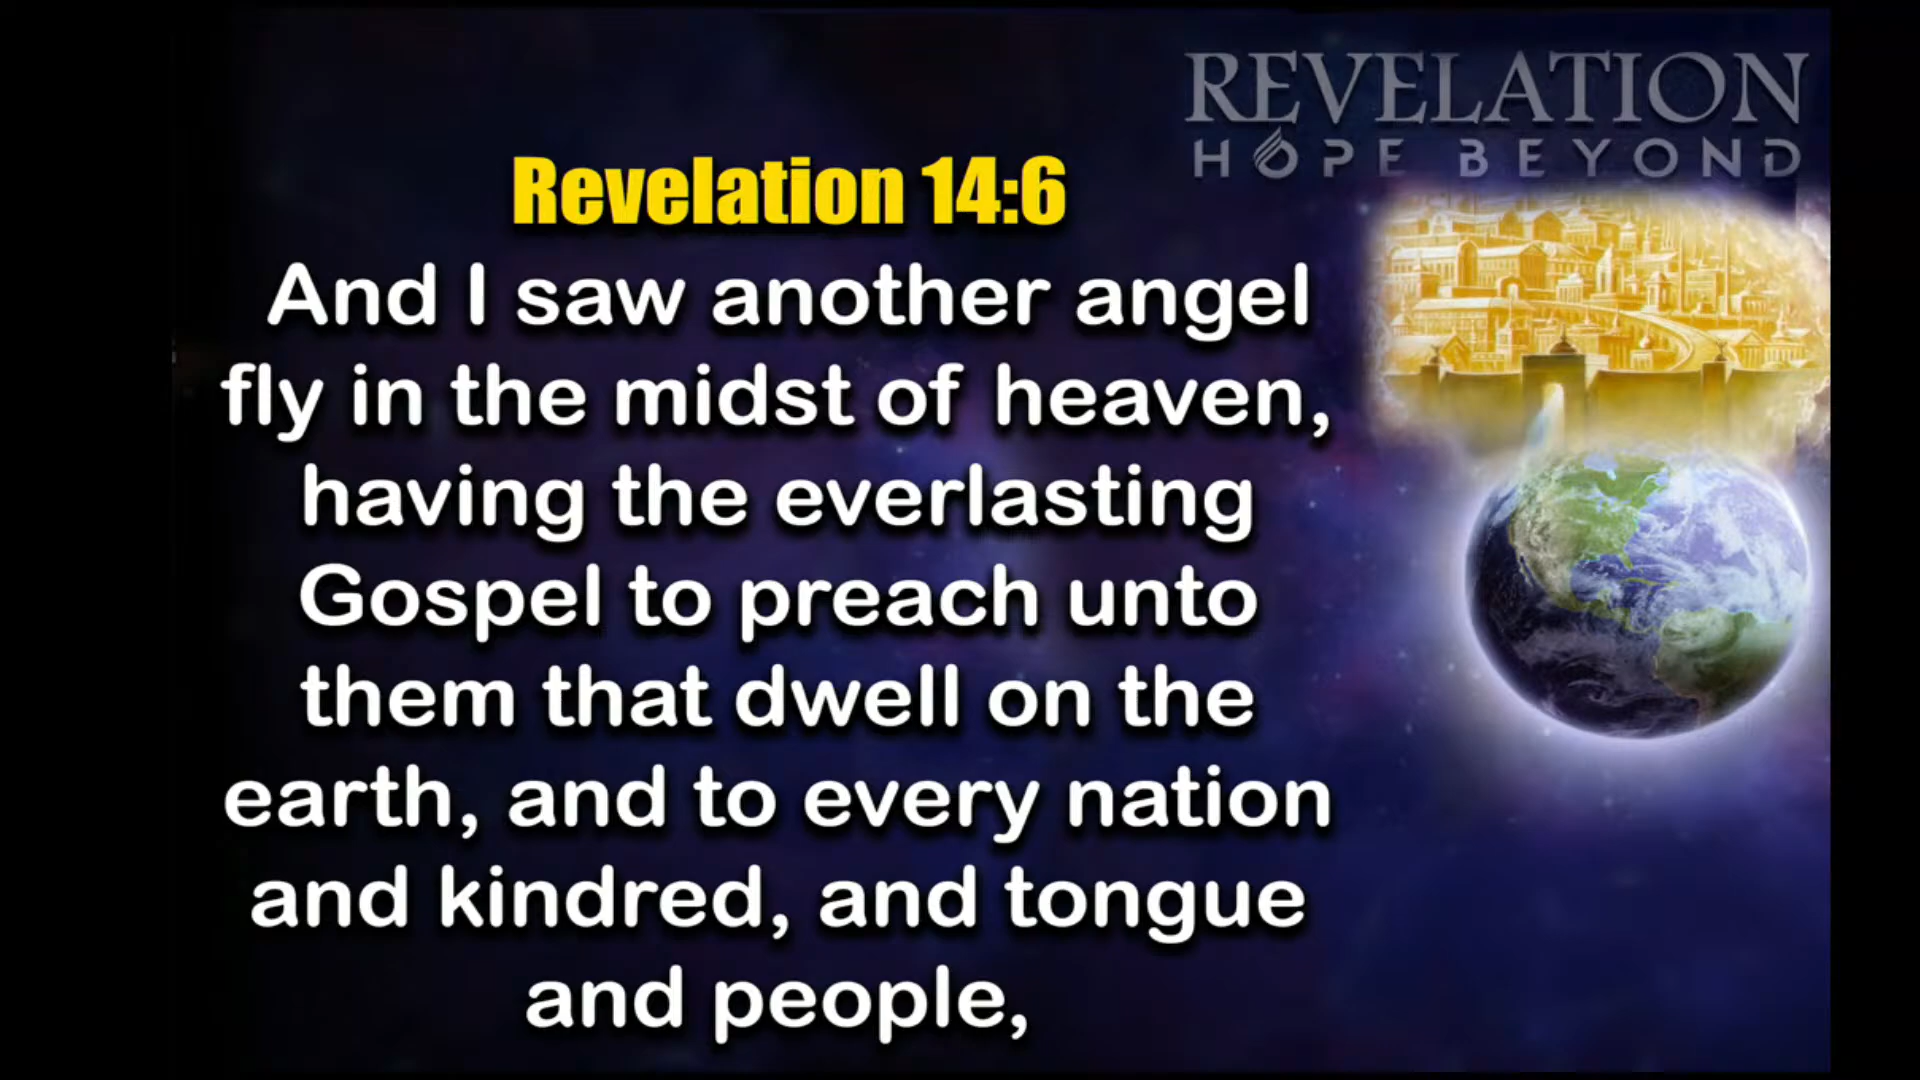 REVELATION
HOPE BEYOND
Revelation 14:6
And I saw another angel
fly in the midst of heaven,
having the everlasting
Gospel to preach unto
them that dwell on the
earth, and to every nation
and kindred, and tongue
and people,